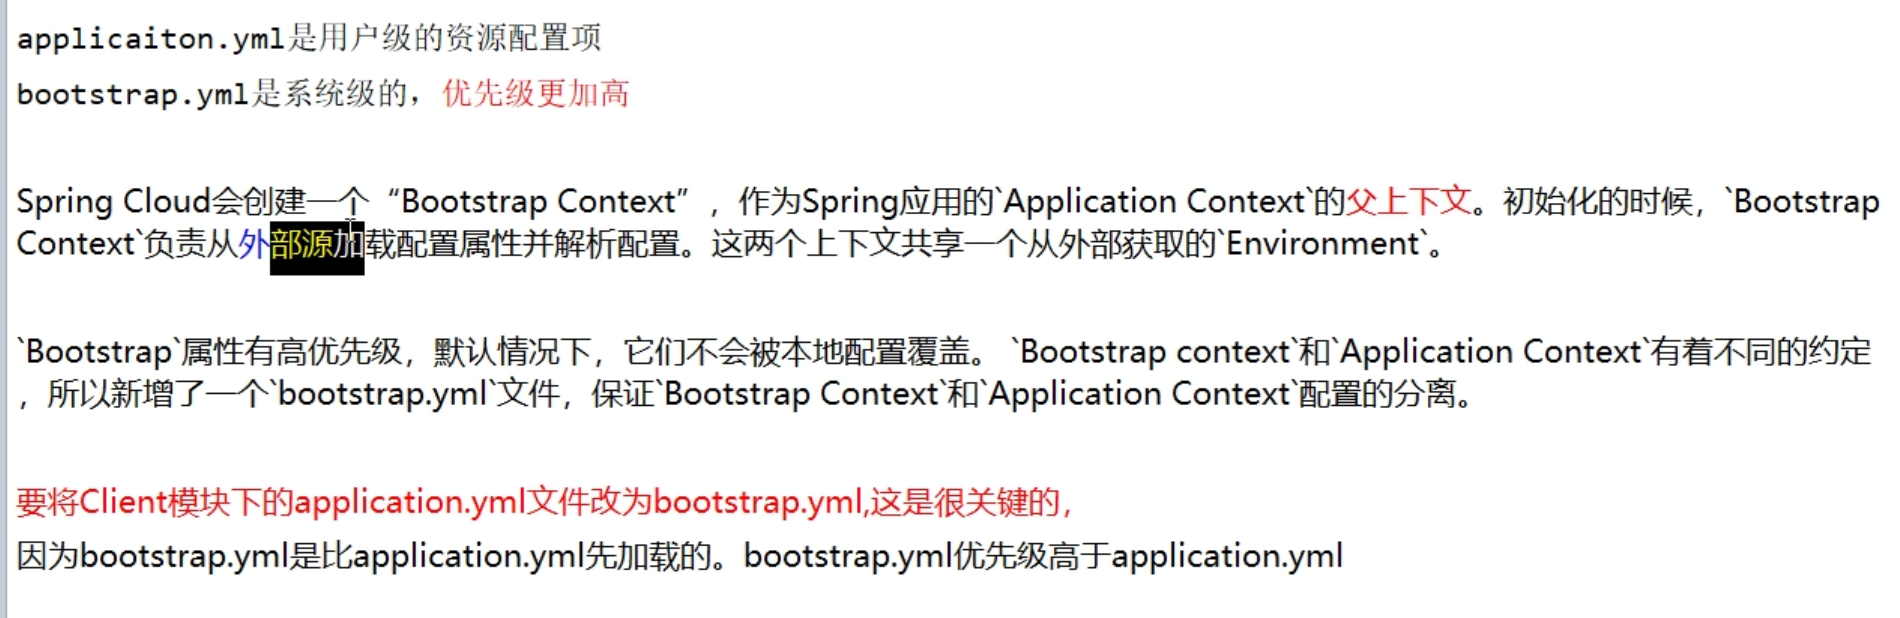 applicaiton.yml是用户级的资源配置项
bootstrap.yml是系统级的，优先级更加高
Spring Cloud会创建一个“Bootstrap Context”，作为Spring应用的`Application Context`的父上下文。初始化的时候，`Bootstrap
Context`负责从外部源加载配置属性并解析配置。这两个上下文共享一个从外部获取的`Environment`。
`Bootstrap`属性有高优先级，默认情况下，它们不会被本地配置覆盖。 `Bootstrap context`和`Application Context`有着不同的约定
，所以新增了一个`bootstrap.yml`文件，保证`Bootstrap Context`和`Application Context`配置的分离。
要将Client模块下的application.yml文件改为bootstrap.yml,这是很关键的，
因为bootstrap.yml是比application.yml先加载的。bootstrap.yml优先级高于application.yml